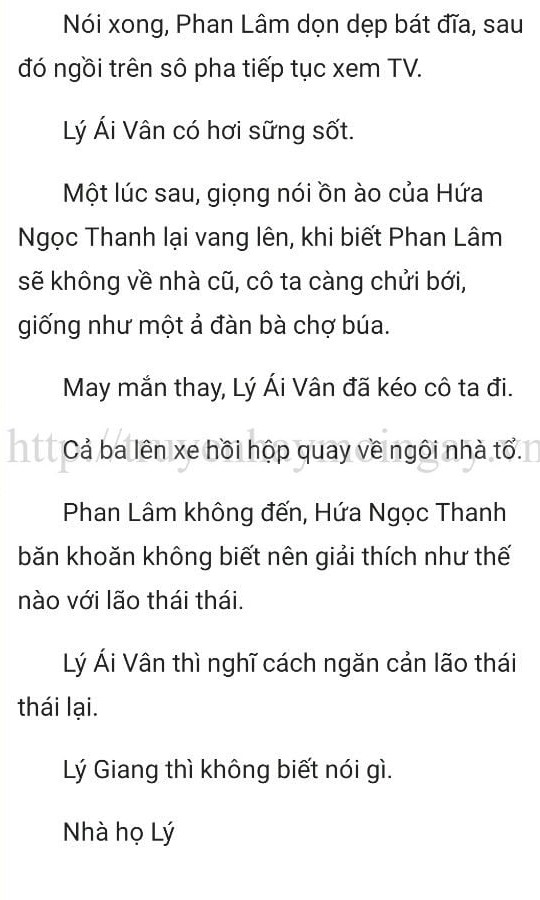 Nói xong, Phan Lâm dọn dẹp bát đĩa, sau
đó ngồi trên sô pha tiếp tục xem TV.
Lý Ái Vân có hơi sững sốt.
Một lúc sau, giọng nói ồn ào của Hứa
Ngọc Thanh lại vang lên, khi biết Phan Lâm
sẽ không về nhà cũ, cô ta càng chửi bới,
giống như một ả đàn bà chợ búa.
May mắn thay, Lý Ái Vân đã kéo cô ta đi.
http://truyenhaymoingay.vn
Cả ba lên xe hồi hộp quay về ngôi nhà tổ.
Phan Lâm không đến, Hứa Ngọc Thanh
băn khoăn không biết nên giải thích như thế
nào với lão thái thái.
Lý Ái Vân thì nghĩ cách ngăn cản lão thái
thái lại.
Lý Giang thì không biết nói gì.
Nhà họ Lý